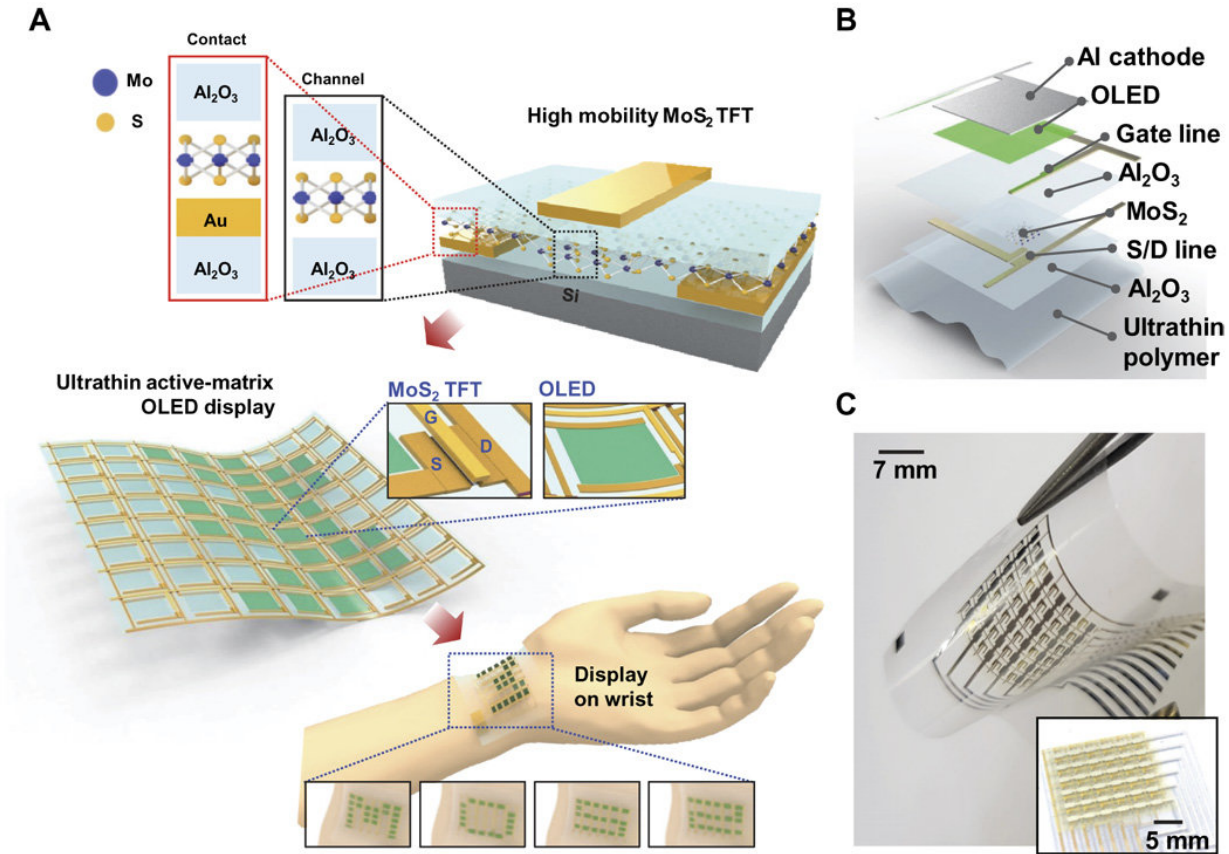 A
Contact
Mo
S
Al₂O₃
Au
Al₂O₃
Channel
Al₂O₃
Al₂O₃
High mobility MoS₂ TFT
Si
Ultrathin active-matrix
OLED display
MoS₂ TFT
G
S
D
OLED
Display
on wrist
B
Al cathode
OLED
Gate line
Al₂O₃
MoS₂
S/D line
Al₂O₃
Ultrathin
polymer
C
7 mm
5 mm